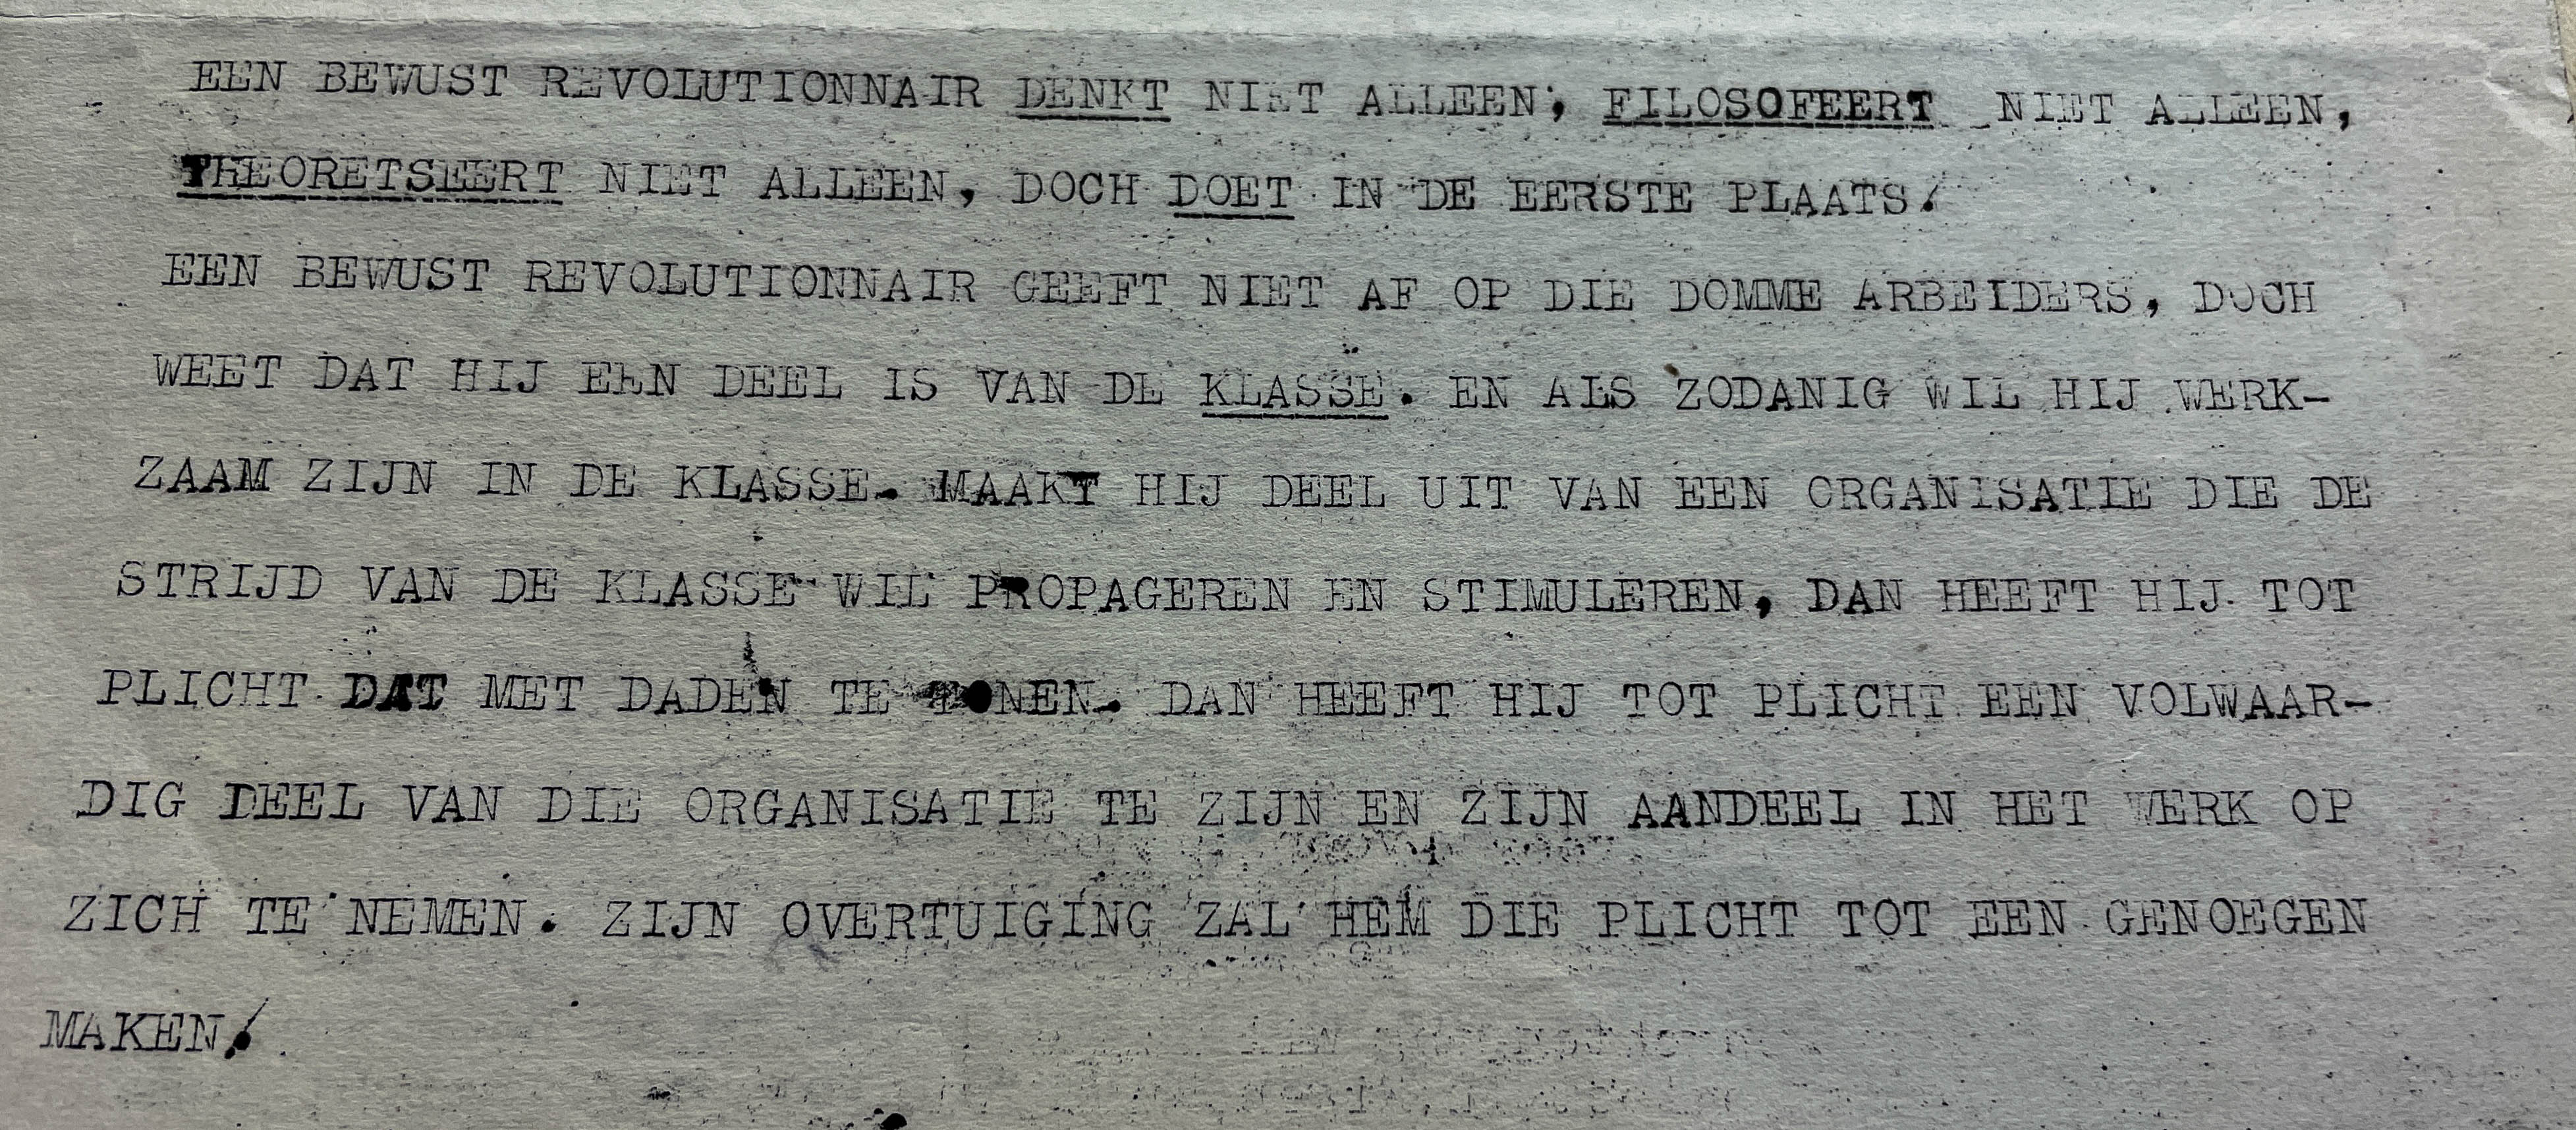 EEN BEWUST REVOLUTIONNAIR DENKT NIET ALLEEN, FILOSOFEERT NIET ALLEEN,
THEORETSEERT NIET ALLEEN, DOCH DOET IN DE EERSTE PLAATS!
EEN BEWUST REVOLUTIONNAIR GEEFT NIET AF OP DIE DOMME ARBEIDERS, DOCH
WEET DAT HIJ EEN DEEL IS VAN DE KLASSE. EN ALS ZODANIG WIL HIJ WERK-
ZAAM ZIJN IN DE KLASSE. MAAKT HIJ DEEL UIT VAN EEN ORGANISATIE DIE DE
STRIJD VAN DE KLASSE WIL PROPAGEREN EN STIMULEREN, DAN HEEFT HIJ TOT
PLICHT DAT MET DADEN TE TONEN. DAN HEEFT HIJ TOT PLICHT EEN VOLWAAR-
DIG DEEL VAN DIE ORGANISATIE TE ZIJN EN ZIJN AANDEEL IN HET WERK OP
ZICH TE NEMEN. ZIJN OVERTUIGING ZAL HEM DIE PLICHT TOT EEN GENOEGEN
MAKEN!